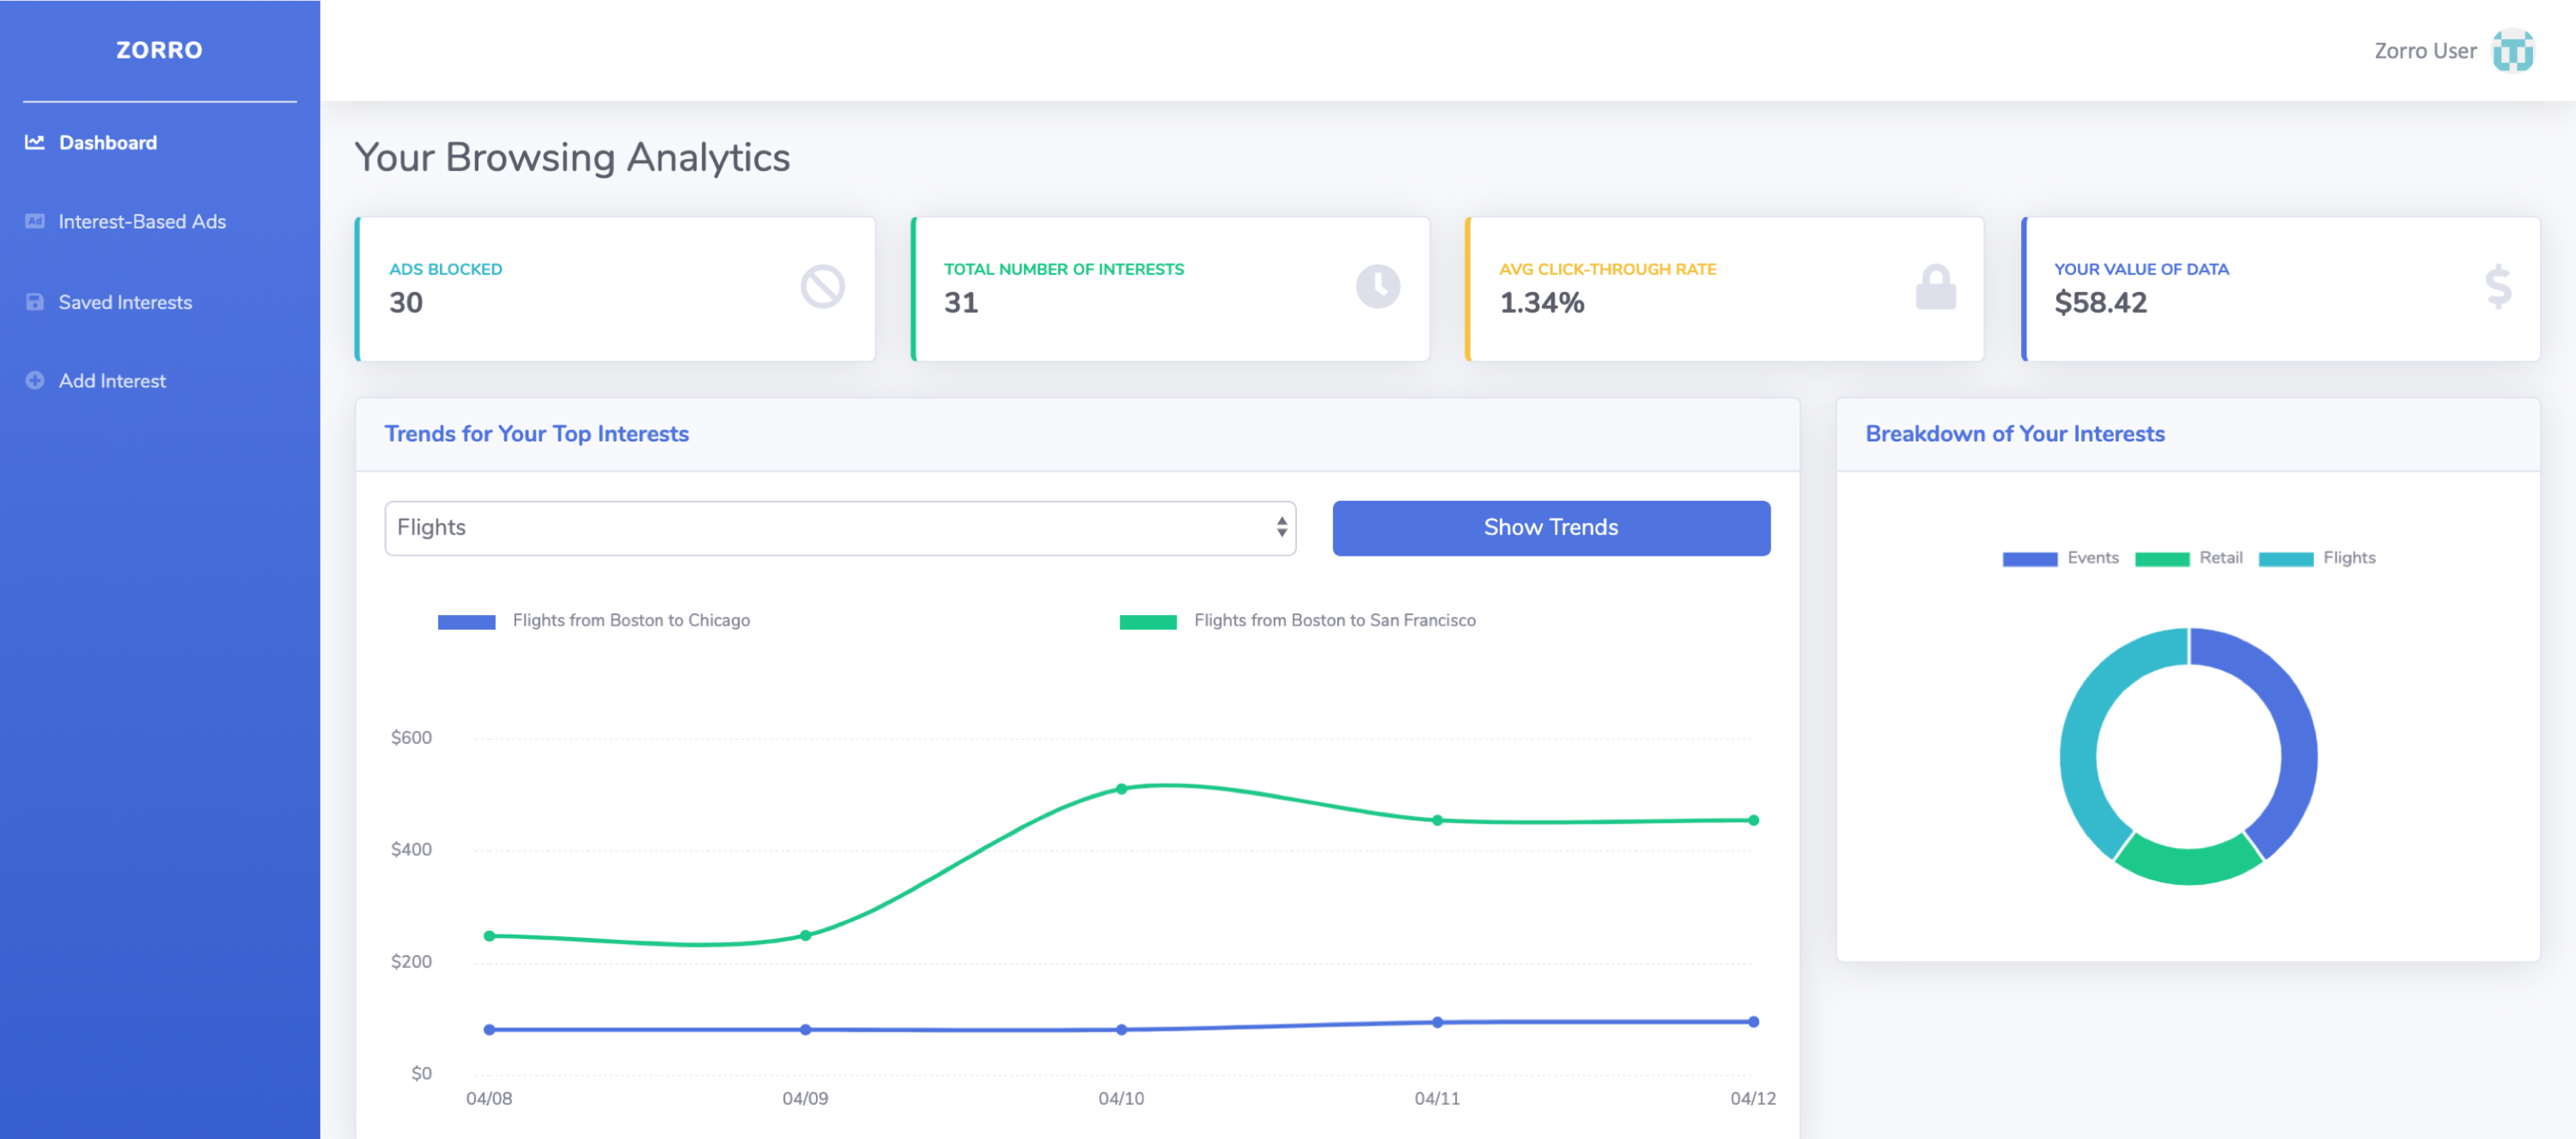 ZORRO
Zorro User
Dashboard
Ad Interest-Based Ads
Saved Interests
Add Interest
Your Browsing Analytics
ADS BLOCKED
30
TOTAL NUMBER OF INTERESTS
31
AVG CLICK-THROUGH RATE
1.34%
YOUR VALUE OF DATA
$58.42
$
Trends for Your Top Interests
Flights
Show Trends
Flights from Boston to Chicago
Flights from Boston to San Francisco
$600
$400
$200
$0
04/08 04/09 04/10 04/11 04/12
Breakdown of Your Interests
Events Retail Flights